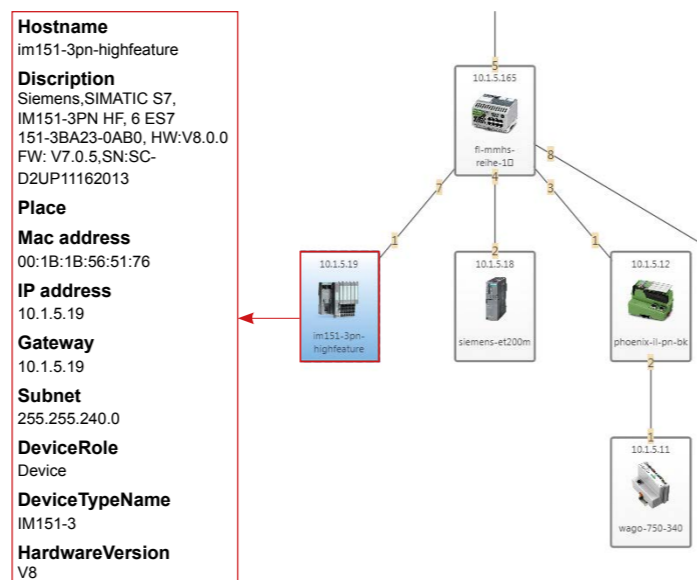 Hostname
im151-3pn-highfeature
Discription
Siemens,SIMATIC S7,
IM151-3PN HF, 6 ES7
151-3BA23-0AB0, HW:V8.0.0
FW: V7.0.5,SN:SC-
D2UP11162013
Place
Mac address
00:1B:1B:56:51:76
IP address
10.1.5.19
Gateway
10.1.5.19
Subnet
255.255.240.0
DeviceRole
Device
DeviceTypeName
IM151-3
HardwareVersion
V8
5
10.1.5.165
fl-mmhs-
reihe-1
4
7
3
8
1
2
1
10.1.5.19
im151-3pn-
highfeature
10.1.5.18
siemens-et200m
10.1.5.12
phoenix-il-pn-bk
2
1
10.1.5.11
wago-750-340